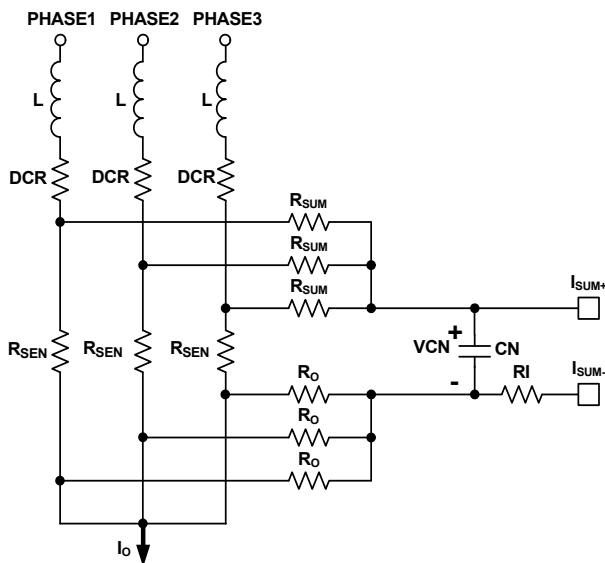 PHASE1 PHASE2 PHASE3
L L L
DCR DCR DCR
RSUM
RSUM
RSUM
ISUM+
RSEN RSEN RSEN
VCN + CN
-
RO
RI
ISUM-
RO
RO
IO